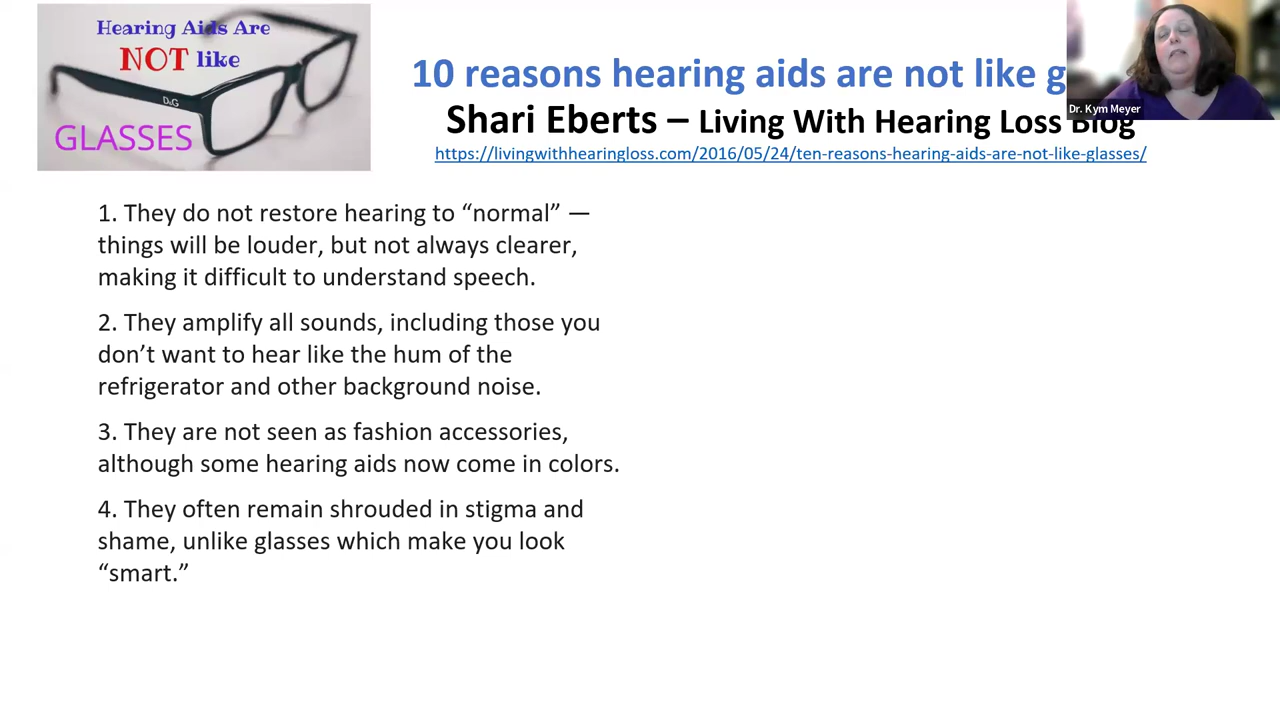 Hearing Aids Are
NOT like
D&G
GLASSES
10 reasons hearing aids are not like g
Shari Eberts – Living With Hearing Loss Blog
https://livingwithhearingloss.com/2016/05/24/ten-reasons-hearing-aids-are-not-like-glasses/
Dr. Kym Meyer
1. They do not restore hearing to “normal” —
things will be louder, but not always clearer,
making it difficult to understand speech.
2. They amplify all sounds, including those you
don’t want to hear like the hum of the
refrigerator and other background noise.
3. They are not seen as fashion accessories,
although some hearing aids now come in colors.
4. They often remain shrouded in stigma and
shame, unlike glasses which make you look
“smart.”